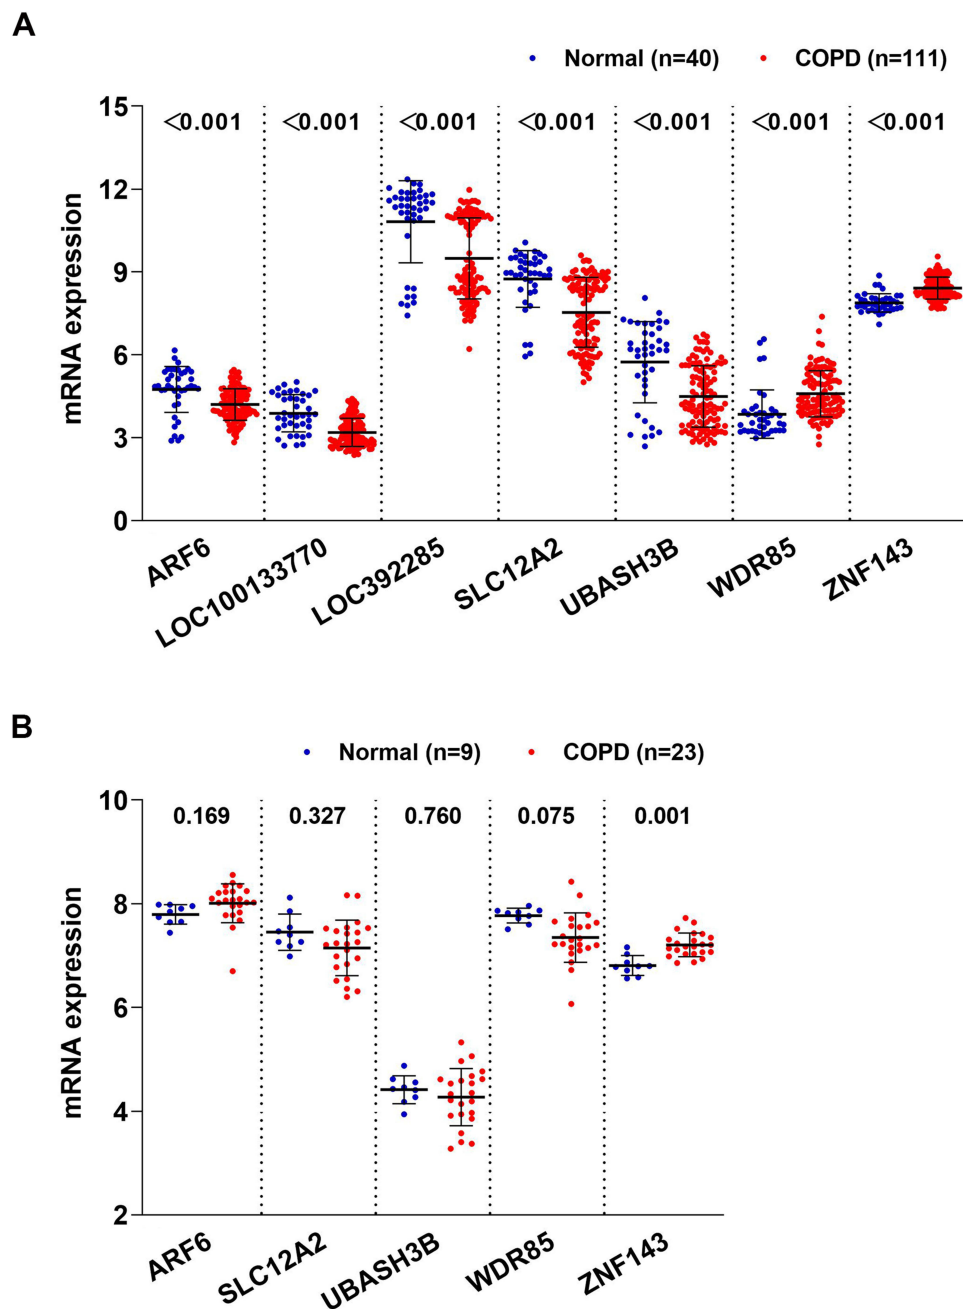 A
Normal (n=40) COPD (n=111)
15
<0.001 <0.001 <0.001 <0.001 <0.001 <0.001 <0.001
12
9
6
3
0
mRNA expression
ARF6 LOC100133770 LOC392285 SLC12A2 UBASH3B WDR85 ZNF143
B
Normal (n=9) COPD (n=23)
10
0.169 0.327 0.760 0.075 0.001
8
6
4
2
mRNA expression
ARF6 SLC12A2 UBASH3B WDR85 ZNF143